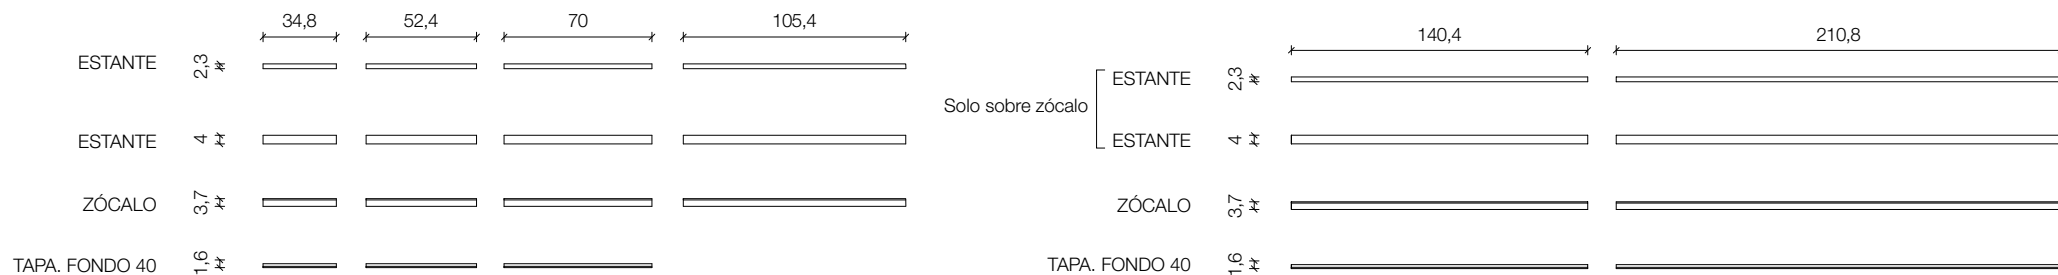 34,8 52,4 70 105,4
ESTANTE 2,3
ESTANTE 4
ZÓCALO 3,7
TAPA. FONDO 40 1,6
140,4 210,8
Solo sobre zócalo
ESTANTE 2,3
ESTANTE 4
ZÓCALO 3,7
TAPA. FONDO 40 1,6